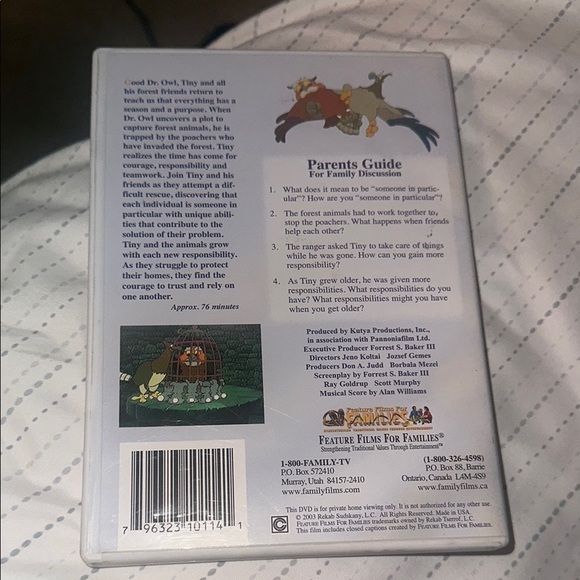 Good Dr. Owl, Tiny and all
his forest friends return to
teach us that everything has a
season and a purpose. When
Dr. Owl uncovers a plot to
capture forest animals, he is
trapped by the poachers who
have invaded the forest. Tiny
realizes the time has come for
courage, responsibility and
teamwork. Join Tiny and his
friends as they attempt a dif-
ficult rescue, discovering that
each individual is someone in
particular with unique abili-
ties that contribute to the
solution of their problem.
Tiny and the animals grow
with each new responsibility.
As they struggle to protect
their homes, they find the
courage to trust and rely on
one another.
Approx. 76 minutes
Parents Guide
For Family Discussion
1. What does it mean to be "someone in partic-
ular"? How are you "someone in particular"?
2. The forest animals had to work together to
stop the poachers. What happens when friends
help each other?
3. The ranger asked Tiny to take care of things
while he was gone. How can you gain more
responsibility?
4. As Tiny grew older, he was given more
responsibilities. What responsibilities do you
have? What responsibilities might you have
when you get older?
Produced by Kutya Productions, Inc.,
in association with Pannoniafilm Ltd.
Executive Producer Forrest S. Baker III
Directors Jeno Koltai Jozsef Gemes
Producers Don A. Judd Borbala Mezei
Screenplay by Forrest S. Baker III
Ray Goldrup Scott Murphy
Musical Score by Alan Williams
Feature Films For
FAMILIES
FEATURE FILMS FOR FAMILIES®
Strengthening Traditional Values Through Entertainment™
1-800-FAMILY-TV
P.O. Box 572410
Murray, Utah 84157-2410
www.familyfilms.com
(1-800-326-4598)
P.O. Box 88, Barrie
Ontario, Canada L4M-4S9
www.familyfilms.ca
This DVD is for private home viewing only. It is not authorized for any other use.
© 2003 Rekab Sudskany, L.C. All Rights Reserved. Made in USA.
FEATURE FILMS FOR FAMILIES trademarks owned by Rekab Tserrof, L.C.
This film includes closed captions created by FEATURE FILMS FOR FAMILIES.
7 96323 10114 1